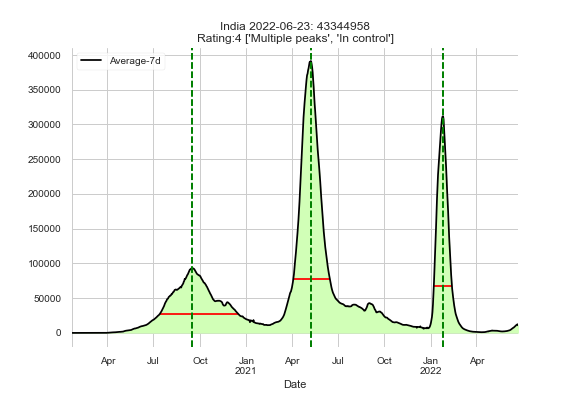 India 2022-06-23: 43344958
Rating:4 ['Multiple peaks', 'In control']
Average-7d
400000
350000
300000
250000
200000
150000
100000
50000
0
Apr Jul Oct Jan Apr Jul Oct Jan Apr
2021 2022
Date